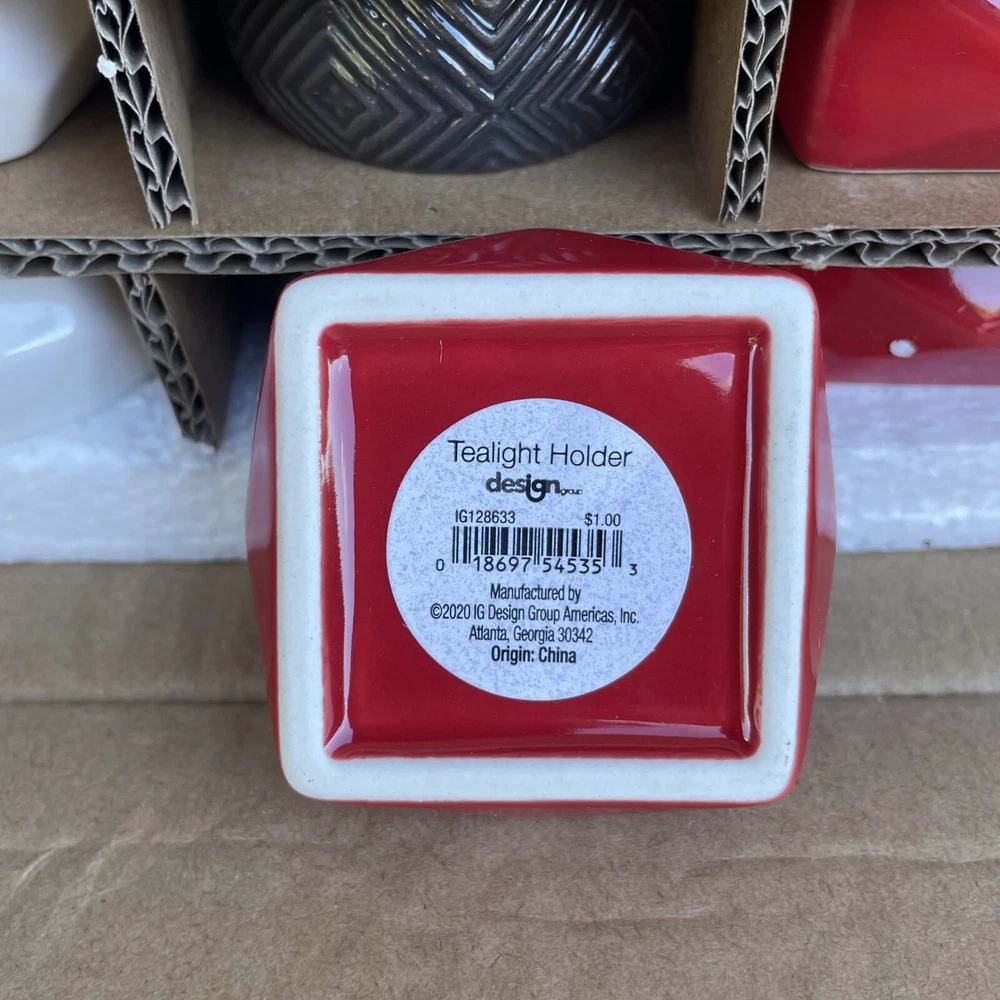 Tealight Holder
design group
IG128633 $1.00
0 18697 54535 3
Manufactured by
©2020 IG Design Group Americas, Inc.
Atlanta, Georgia 30342
Origin: China